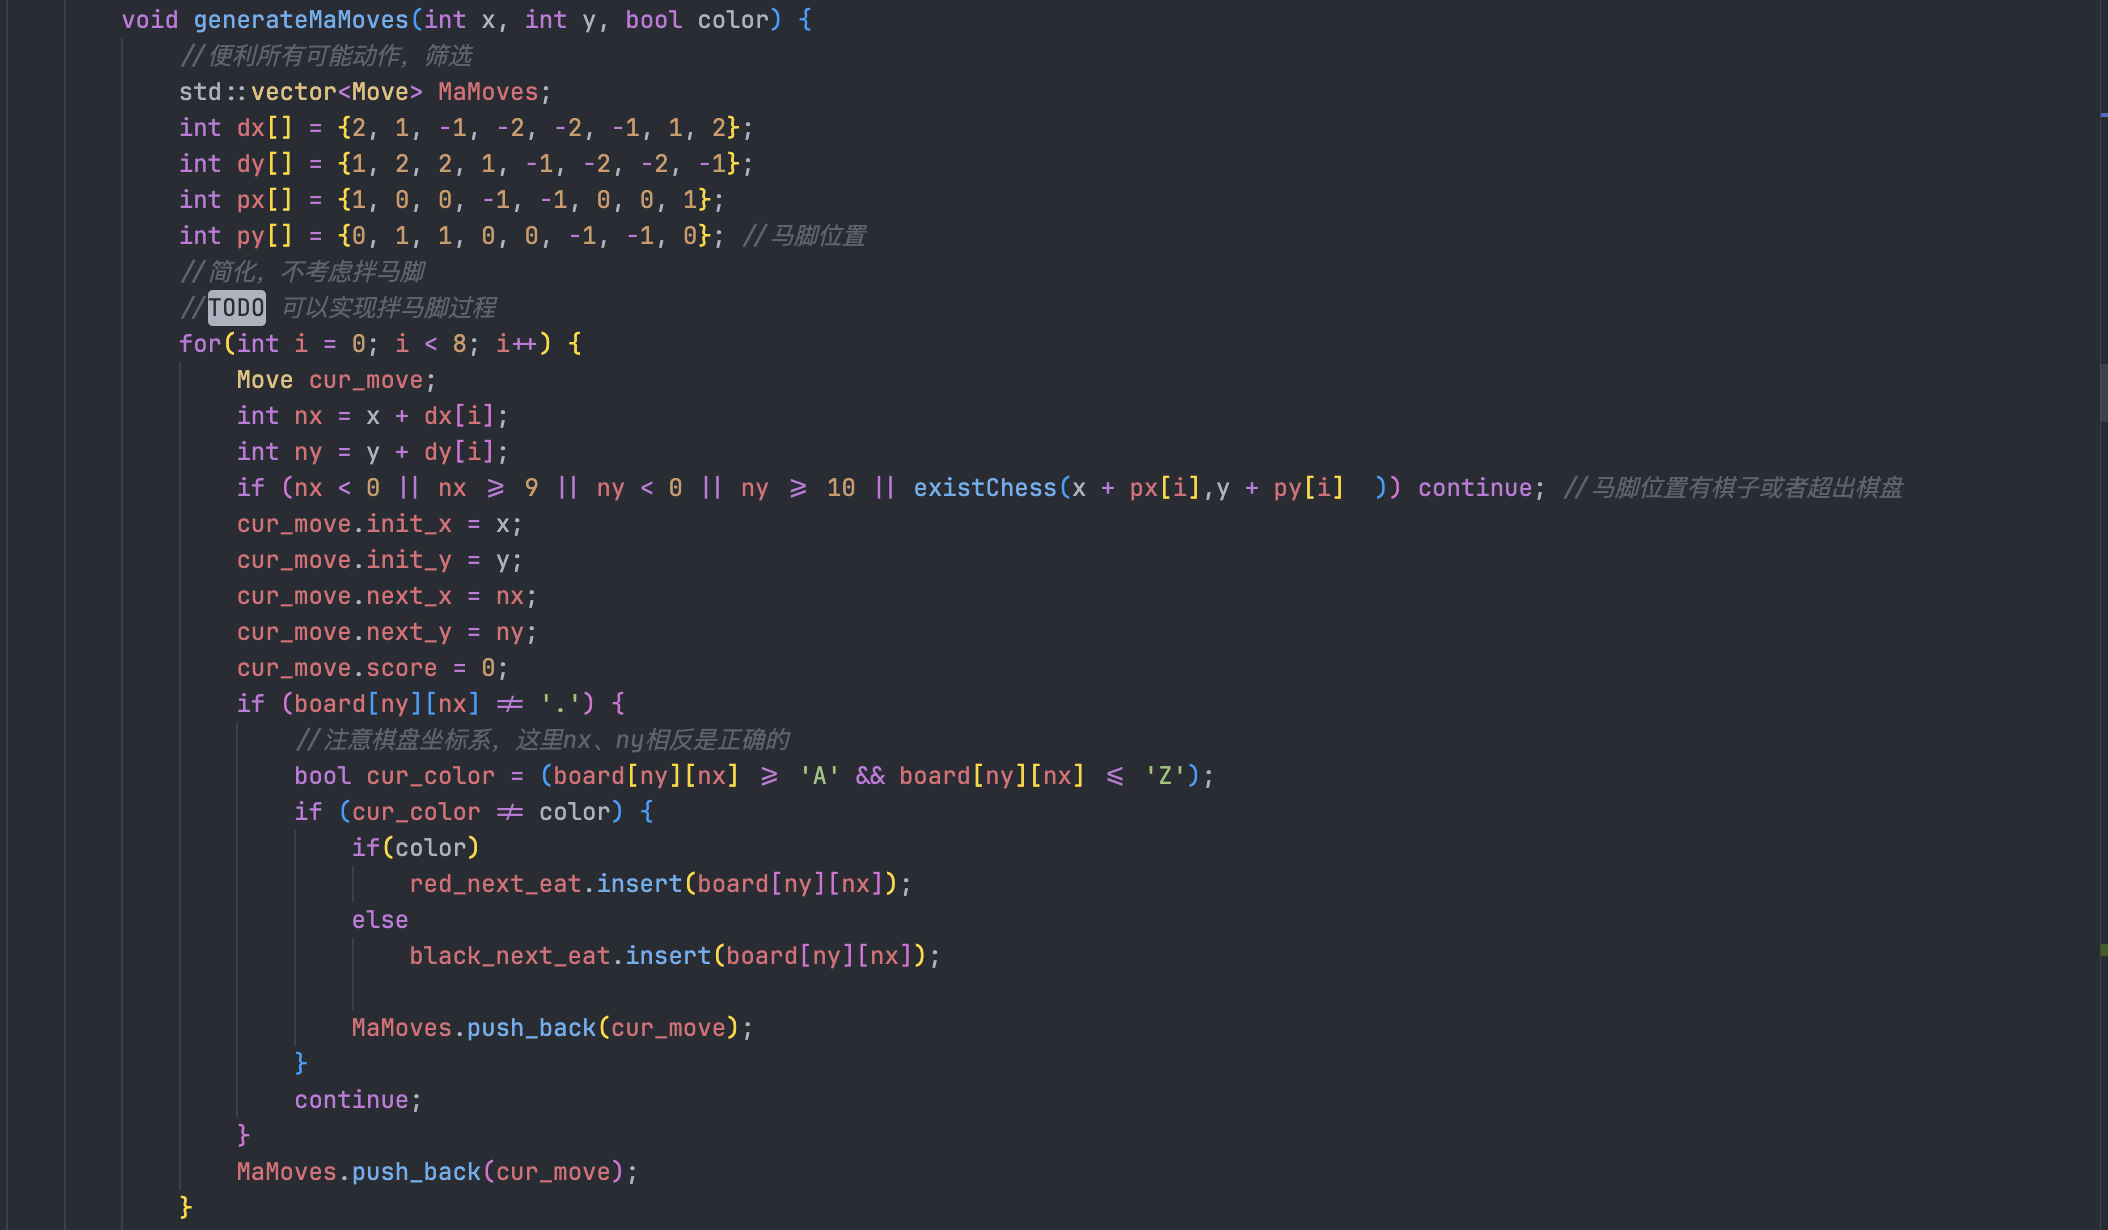 void generateMaMoves(int x, int y, bool color) {
//便利所有可能动作，筛选
std::vector<Move> MaMoves;
int dx[] = {2, 1, -1, -2, -2, -1, 1, 2};
int dy[] = {1, 2, 2, 1, -1, -2, -2, -1};
int px[] = {1, 0, 0, -1, -1, 0, 0, 1};
int py[] = {0, 1, 1, 0, 0, -1, -1, 0}; //马脚位置
//简化，不考虑拌马脚
//TODO 可以实现拌马脚过程
for(int i = 0; i < 8; i++) {
Move cur_move;
int nx = x + dx[i];
int ny = y + dy[i];
if (nx < 0 || nx >= 9 || ny < 0 || ny >= 10 || existChess(x + px[i],y + py[i]  )) continue; //马脚位置有棋子或者超出棋盘
cur_move.init_x = x;
cur_move.init_y = y;
cur_move.next_x = nx;
cur_move.next_y = ny;
cur_move.score = 0;
if (board[ny][nx] != '.') {
//注意棋盘坐标系，这里nx、ny相反是正确的
bool cur_color = (board[ny][nx] >= 'A' && board[ny][nx] <= 'Z');
if (cur_color != color) {
if(color)
red_next_eat.insert(board[ny][nx]);
else
black_next_eat.insert(board[ny][nx]);
MaMoves.push_back(cur_move);
}
continue;
}
MaMoves.push_back(cur_move);
}